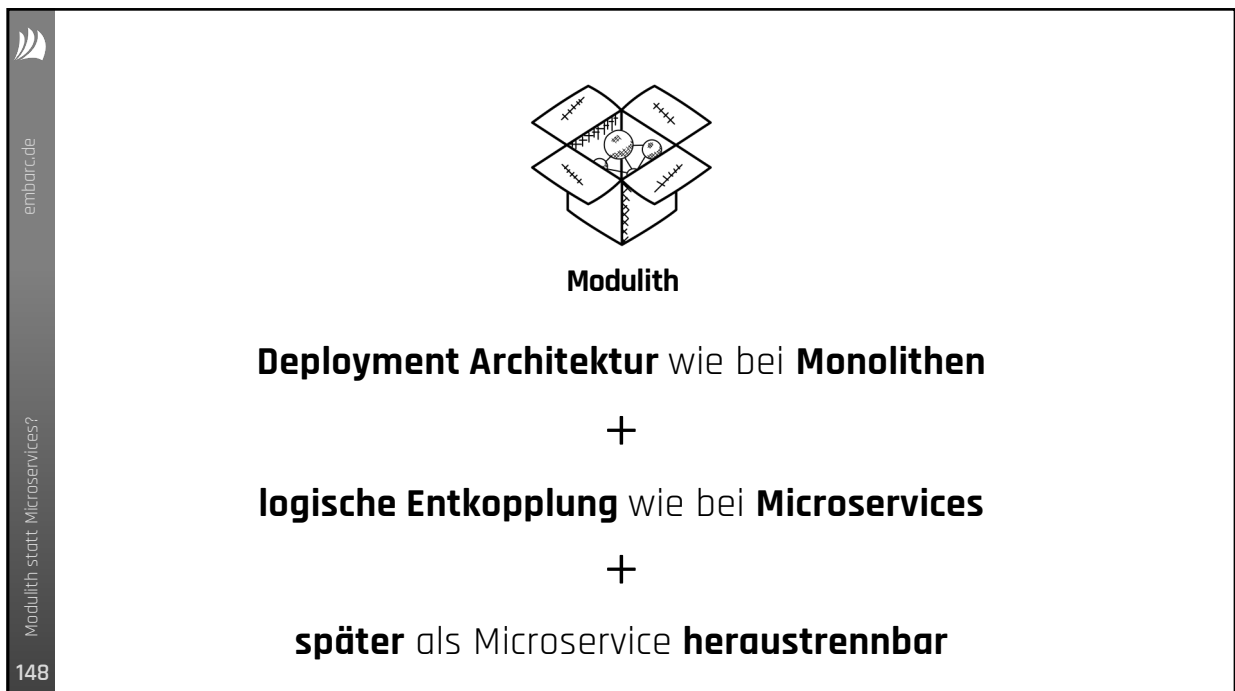 embarc.de
Modulith statt Microservices?
148
Modulith
Deployment Architektur wie bei Monolithen
+
logische Entkopplung wie bei Microservices
+
später als Microservice heraustrennbar